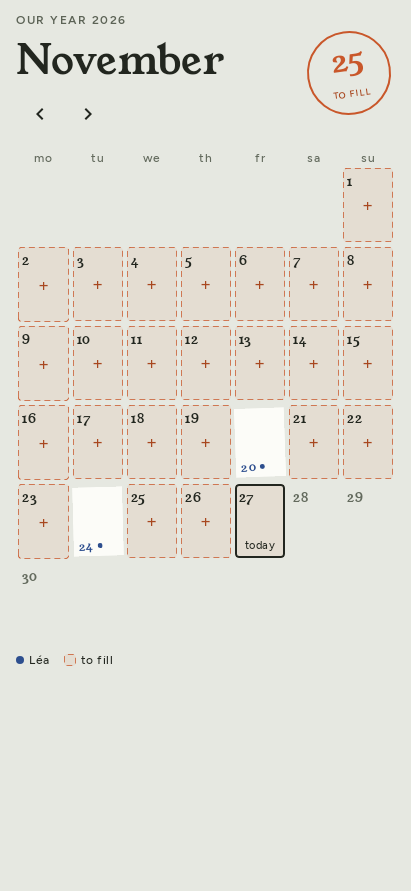 OUR YEAR 2026
November
25
TO FILL
mo tu we th fr sa su
1
+
2 3 4 5 6 7 8
+ + + + + + +
9 10 11 12 13 14 15
+ + + + + + +
16 17 18 19 21 22
+ + + + + +
20
23 25 26 27 28 29
+ + +
24 today
30
Léa to fill